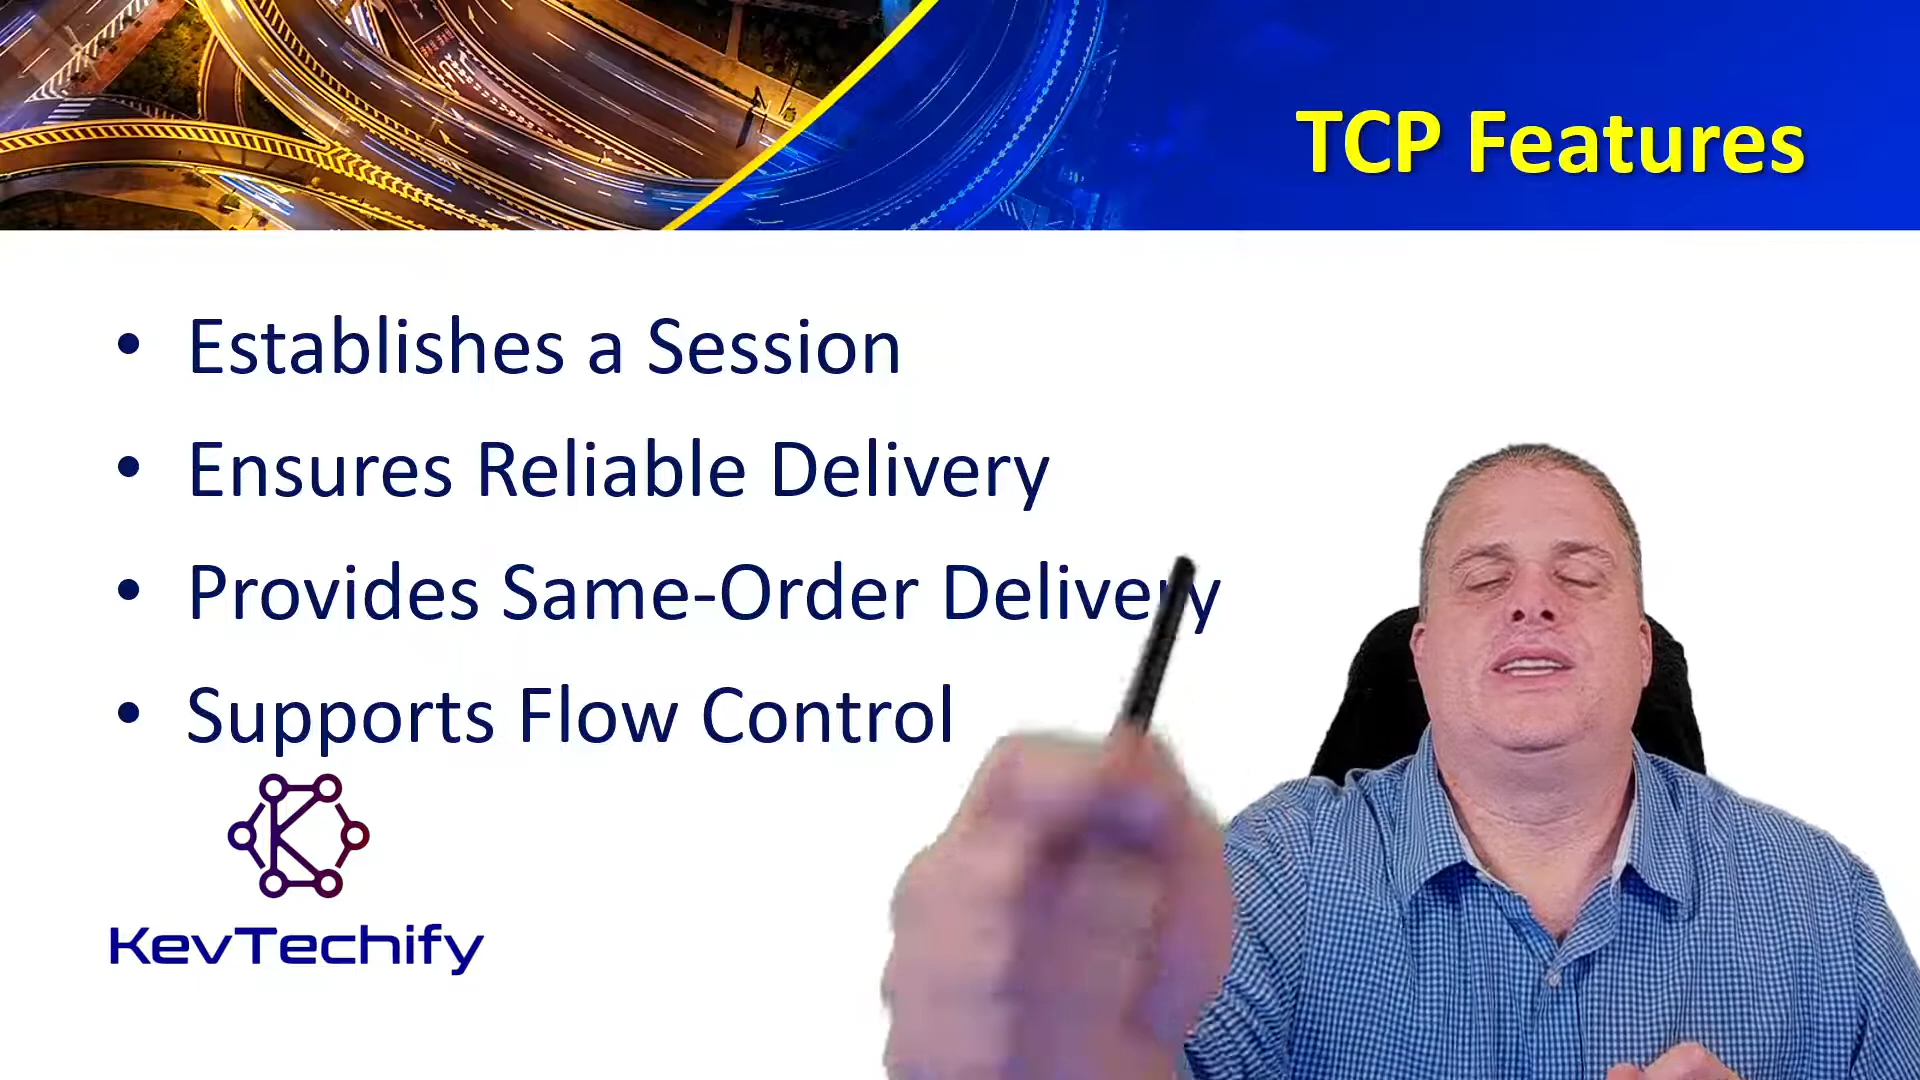 TCP Features
• Establishes a Session
• Ensures Reliable Delivery
• Provides Same-Order Delivery
• Supports Flow Control
KevTechify